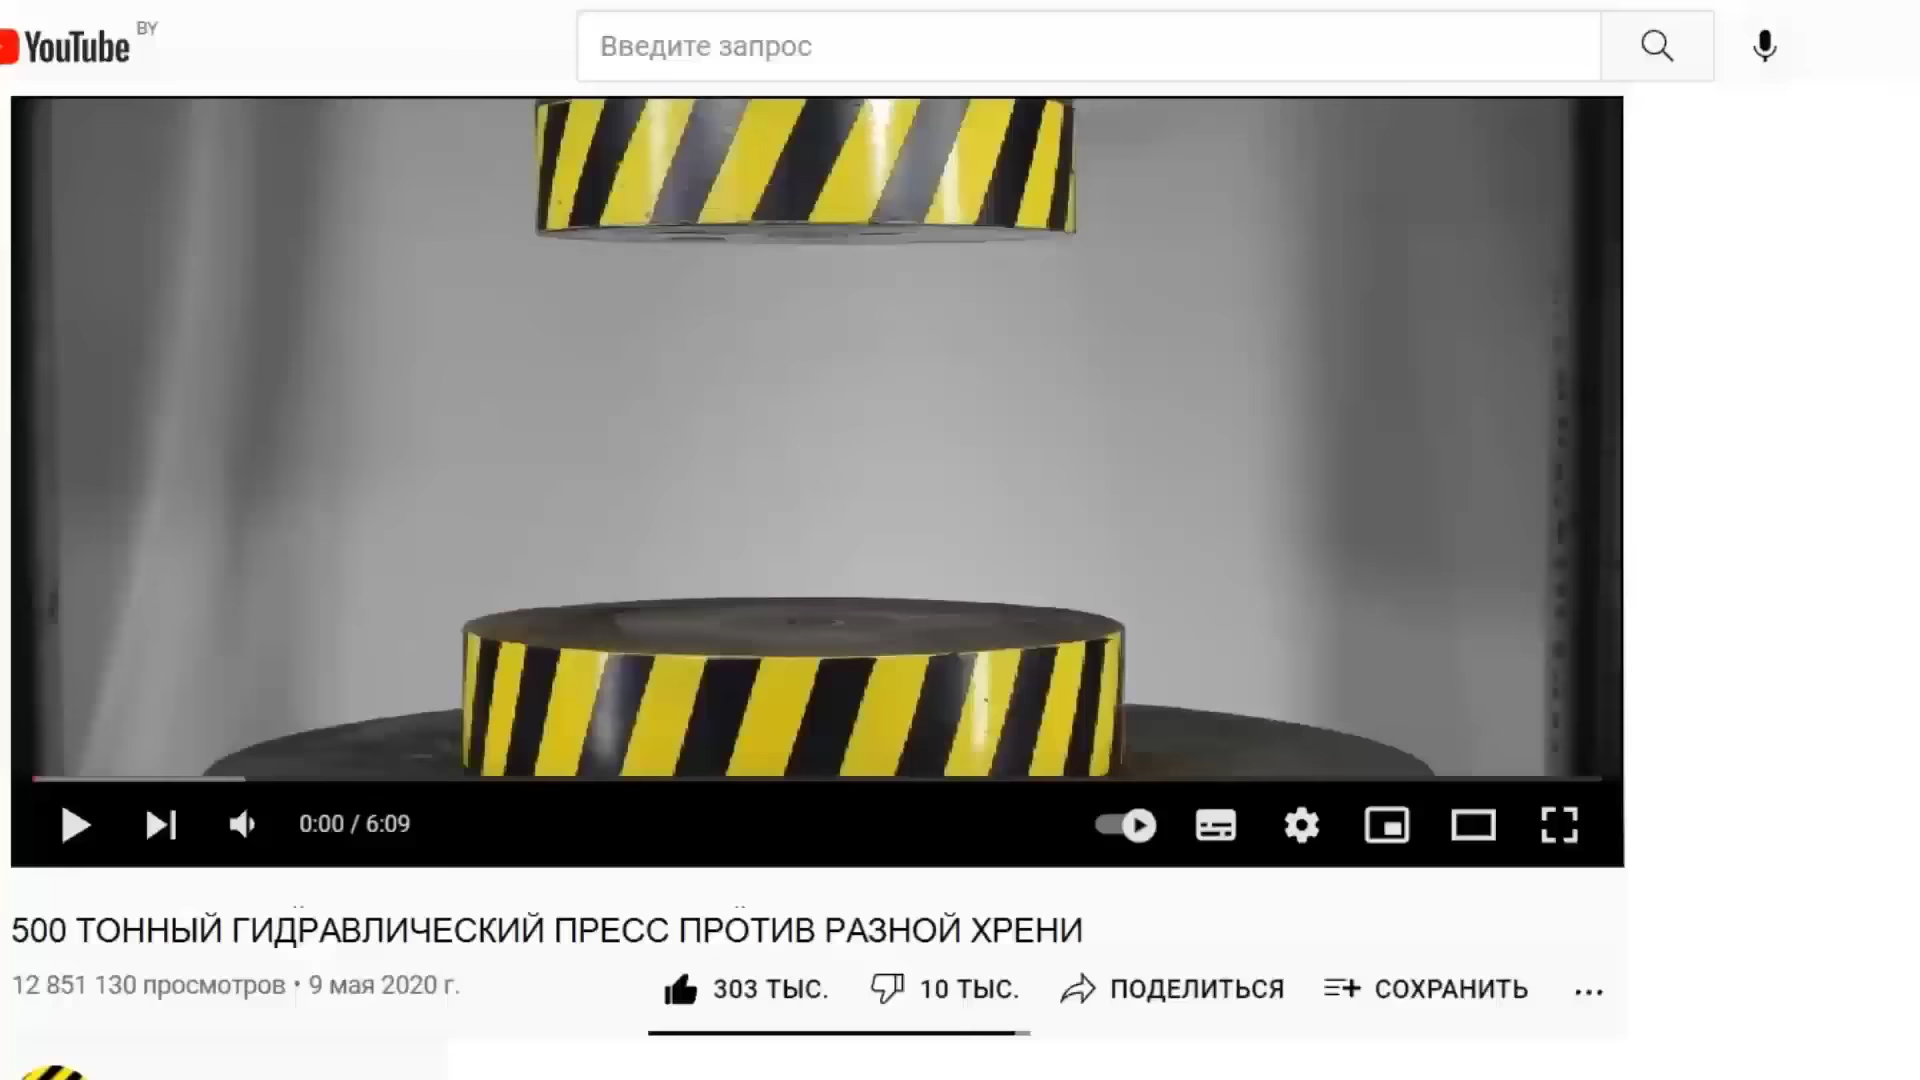 YouTube BY
Введите запрос
0:00 / 6:09
500 ТОННЫЙ ГИДРАВЛИЧЕСКИЙ ПРЕСС ПРОТИВ РАЗНОЙ ХРЕНИ
12 851 130 просмотров • 9 мая 2020 г.
303 ТЫС. 10 ТЫС. ПОДЕЛИТЬСЯ СОХРАНИТЬ